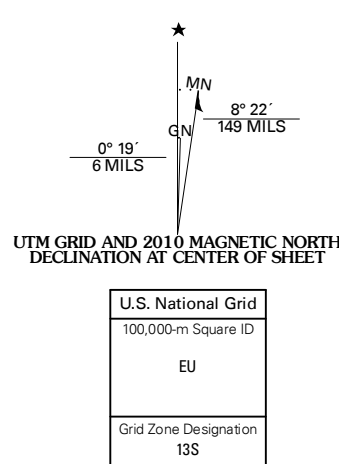 ★
MN
8° 22´
149 MILS
GN
0° 19´
6 MILS
UTM GRID AND 2010 MAGNETIC NORTH
DECLINATION AT CENTER OF SHEET
U.S. National Grid
100,000-m Square ID
EU
Grid Zone Designation
13S